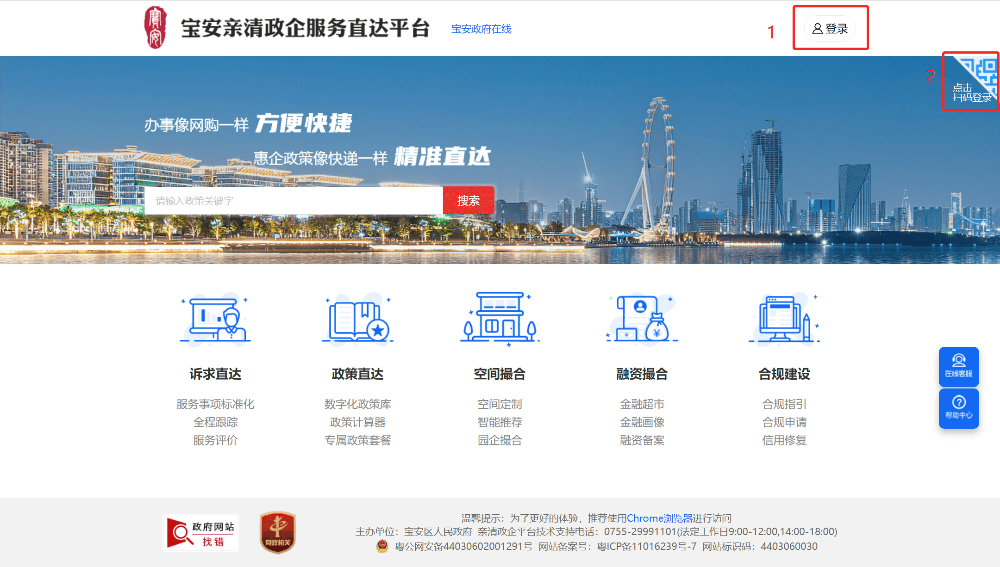 寶安
宝安亲清政企服务直达平台
宝安政府在线
1
登录
2
点击
扫码登录
办事像网购一样 方便快捷
惠企政策像快递一样 精准直达
请输入政策关键字
搜索
诉求直达
服务事项标准化
全程跟踪
服务评价
政策直达
数字化政策库
政策计算器
专属政策套餐
空间撮合
空间定制
智能推荐
园企撮合
融资撮合
金融超市
金融画像
融资备案
合规建设
合规指引
合规申请
信用修复
在线客服
帮助中心
政府网站
找错
党政机关
温馨提示：为了更好的体验，推荐使用Chrome浏览器进行访问
主办单位：宝安区人民政府 亲清政企平台技术支持电话：0755-29991101(法定工作日9:00-12:00,14:00-18:00)
粤公网安备44030602001291号 网站备案号：粤ICP备11016239号-7 网站标识码：4403060030